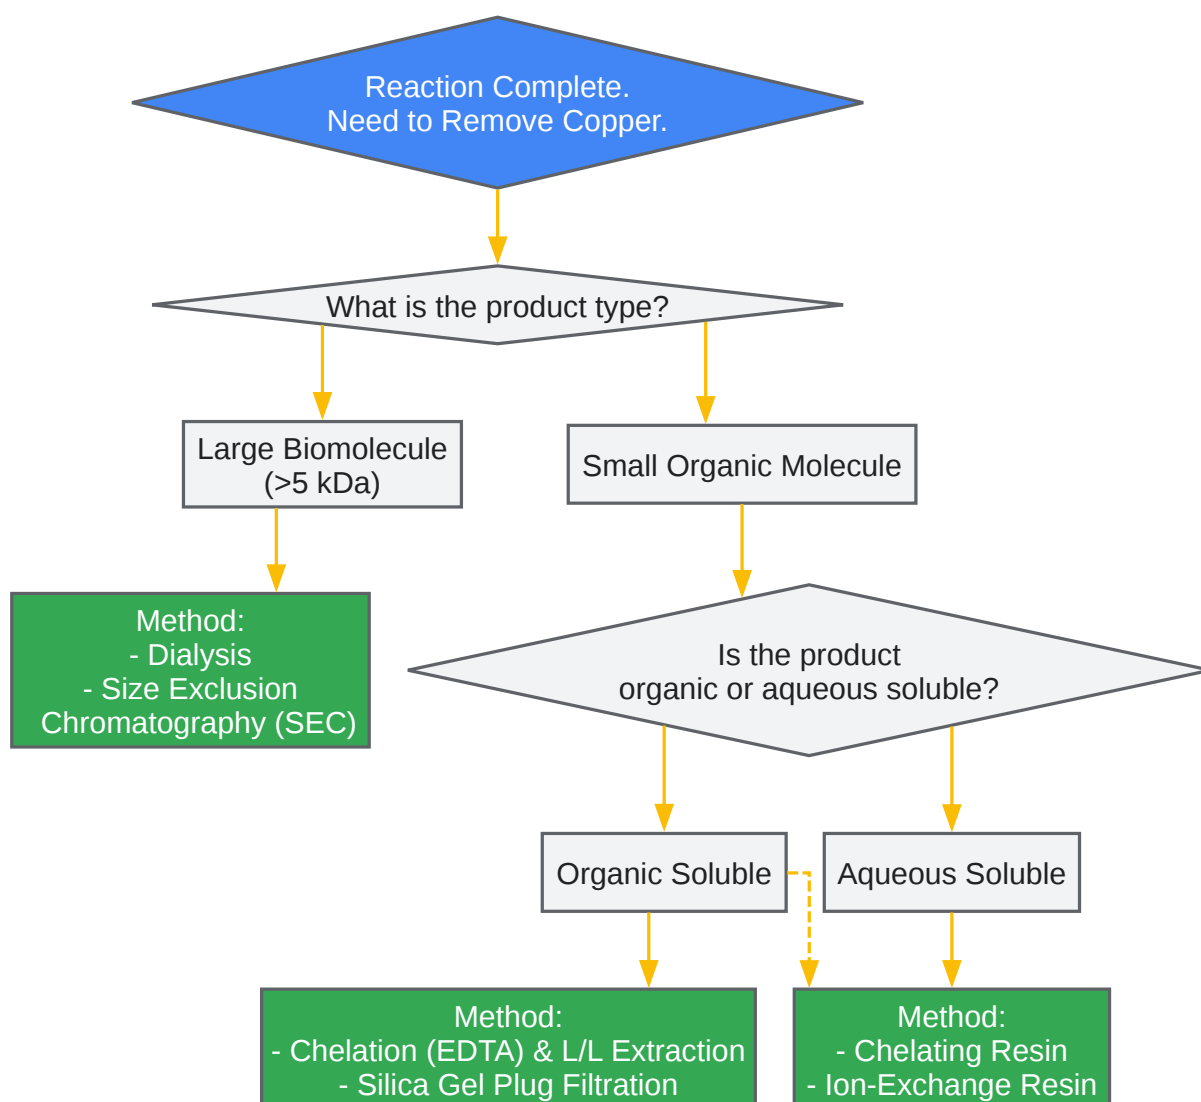 Reaction Complete.
Need to Remove Copper.
What is the product type?
Large Biomolecule
(>5 kDa)
Small Organic Molecule
Method:
- Dialysis
- Size Exclusion
Chromatography (SEC)
Is the product
organic or aqueous soluble?
Organic Soluble
Aqueous Soluble
Method:
- Chelation (EDTA) & L/L Extraction
- Silica Gel Plug Filtration
Method:
- Chelating Resin
- Ion-Exchange Resin